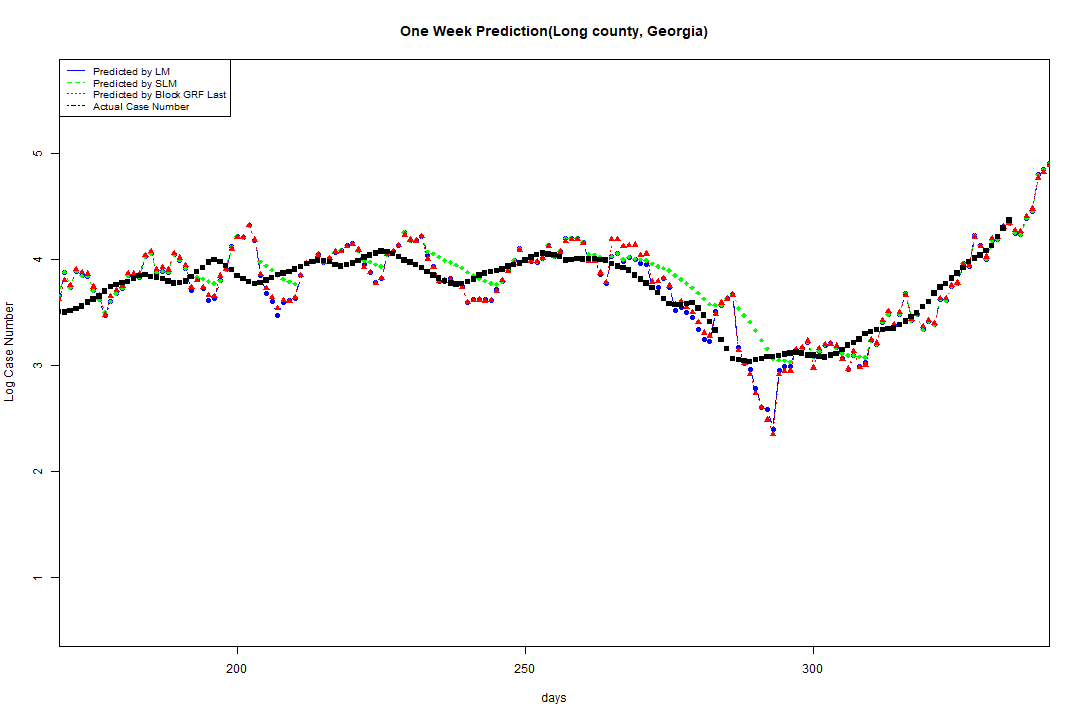 One Week Prediction(Long county, Georgia)
Predicted by LM
Predicted by SLM
Predicted by Block GRF Last
Actual Case Number
5
4
3
2
1
Log Case Number
200
250
300
days